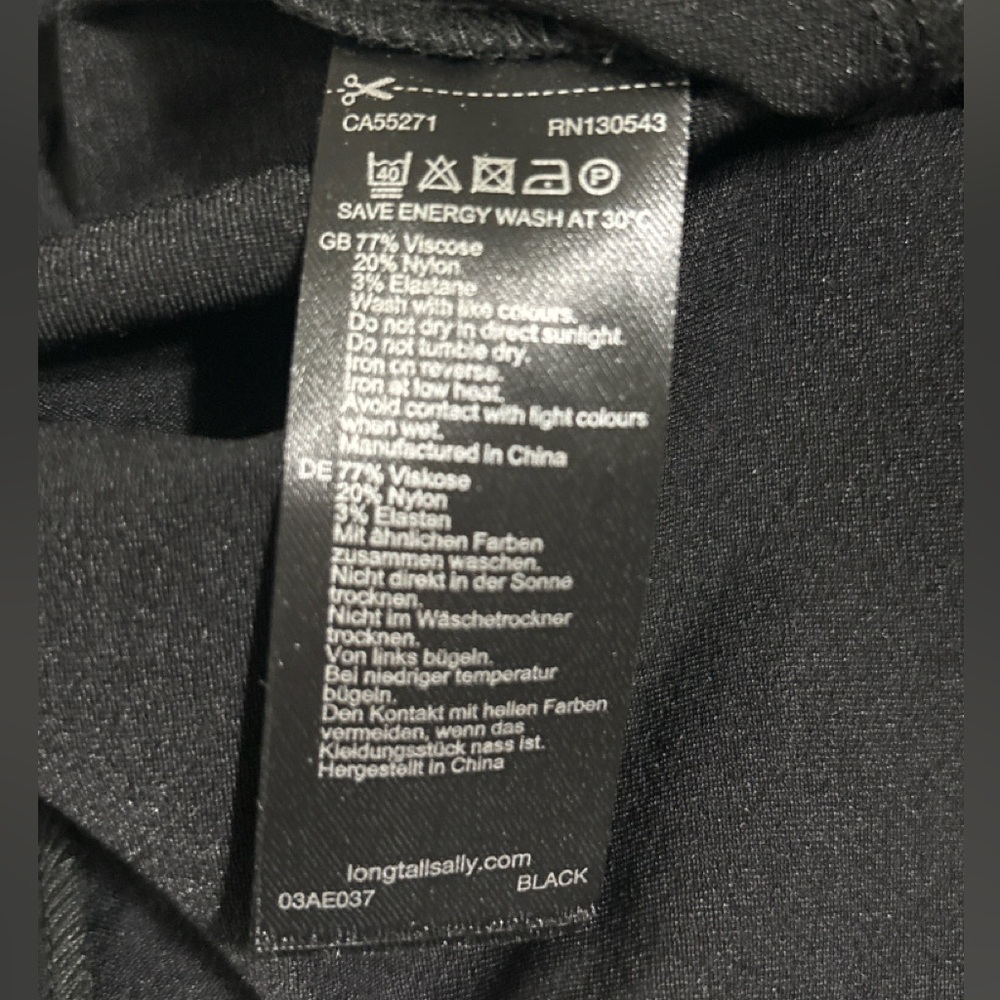 CA55271 RN130543
40 P
SAVE ENERGY WASH AT 30°C
GB 77% Viscose
20% Nylon
3% Elastane
Wash with like colours.
Do not dry in direct sunlight.
Do not tumble dry.
Iron on reverse.
Iron at low heat.
Avoid contact with light colours
when wet.
Manufactured in China
DE 77% Viskose
20% Nylon
3% Elastan
Mit ähnlichen Farben
zusammen waschen.
Nicht direkt in der Sonne
trocknen.
Nicht im Wäschetrockner
trocknen.
Von links bügeln.
Bei niedriger temperatur
bügeln.
Den Kontakt mit hellen Farben
vermeiden, wenn das
Kleidungsstück nass ist.
Hergestellt in China
longtallsally.com
03AE037 BLACK